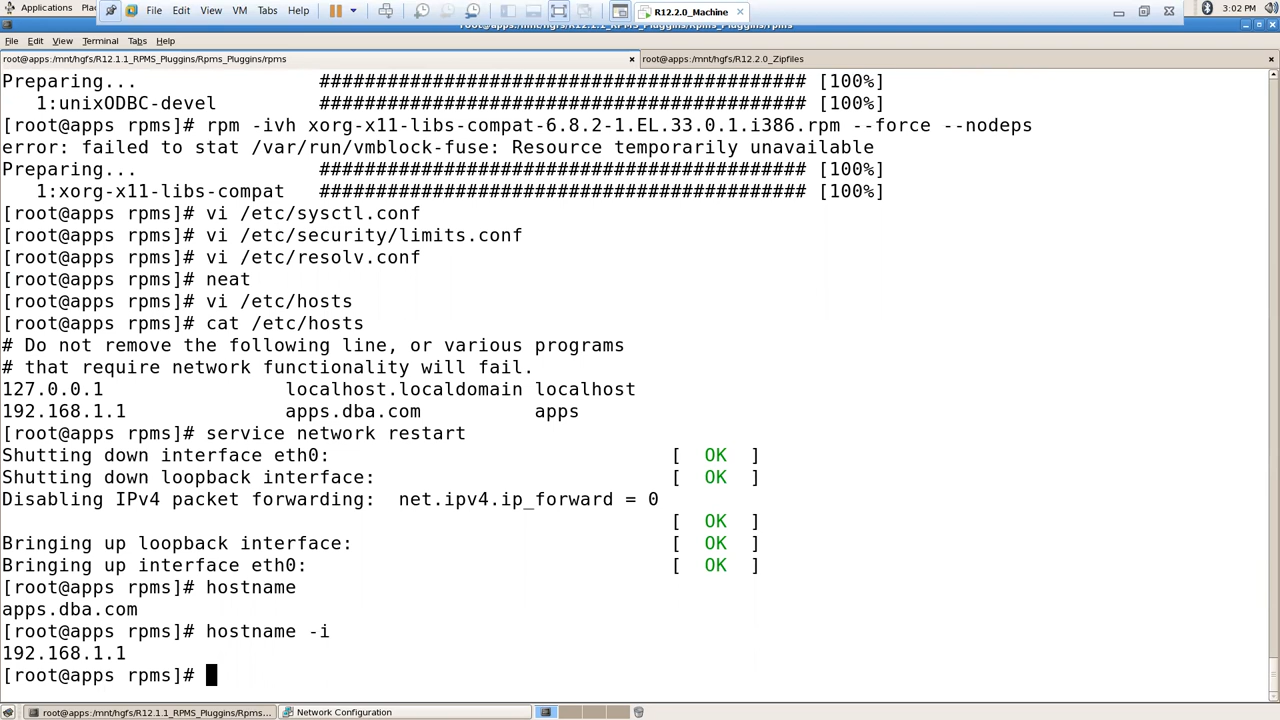 Applications
File Edit View VM Tabs Help
R12.2.0_Machine
3:02 PM
File Edit View Terminal Tabs Help
root@apps:/mnt/hgfs/R12.1.1_RPMS_Pluggins/Rpms_Pluggins/rpms
root@apps:/mnt/hgfs/R12.2.0_Zipfiles
Preparing... ########################################### [100%]
1:unixODBC-devel ########################################### [100%]
[root@apps rpms]# rpm -ivh xorg-x11-libs-compat-6.8.2-1.EL.33.0.1.i386.rpm --force --nodeps
error: failed to stat /var/run/vmblock-fuse: Resource temporarily unavailable
Preparing... ########################################### [100%]
1:xorg-x11-libs-compat ########################################### [100%]
[root@apps rpms]# vi /etc/sysctl.conf
[root@apps rpms]# vi /etc/security/limits.conf
[root@apps rpms]# vi /etc/resolv.conf
[root@apps rpms]# neat
[root@apps rpms]# vi /etc/hosts
[root@apps rpms]# cat /etc/hosts
# Do not remove the following line, or various programs
# that require network functionality will fail.
127.0.0.1 localhost.localdomain localhost
192.168.1.1 apps.dba.com apps
[root@apps rpms]# service network restart
Shutting down interface eth0: [ OK ]
Shutting down loopback interface: [ OK ]
Disabling IPv4 packet forwarding: net.ipv4.ip_forward = 0
[ OK ]
Bringing up loopback interface: [ OK ]
Bringing up interface eth0: [ OK ]
[root@apps rpms]# hostname
apps.dba.com
[root@apps rpms]# hostname -i
192.168.1.1
[root@apps rpms]#
root@apps:/mnt/hgfs/R12.1.1_RPMS_Pluggins/Rpms...
Network Configuration